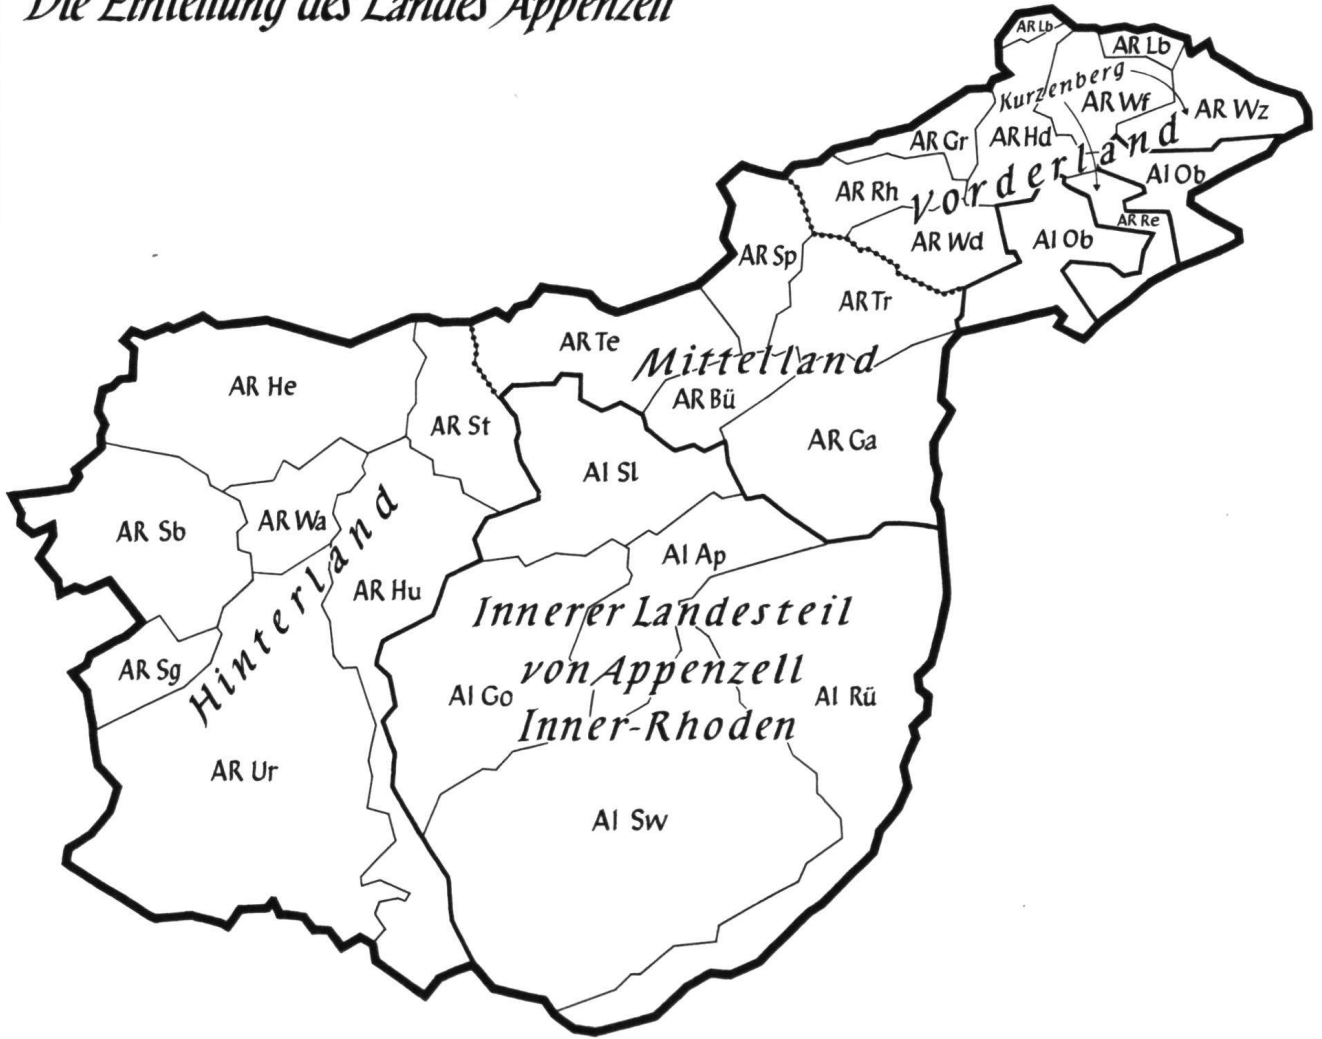 Die Einteilung des Landes Appenzell
AR Lb
AR Lb
Kurzenberg
AR Wf
AR Wz
AR Gr
AR Hd
Vorderland
AI Ob
AR Rh
AR Re
AR Wd
AI Ob
AR Sp
AR Tr
AR Te
Mittelland
AR He
AR Bü
AR St
AR Ga
AI Sl
AR Sb
AR Wa
Hinterland
AI Ap
AR Hu
Innerer Landesteil
von Appenzell
Inner-Rhoden
AR Sg
AI Go
AI Rü
AR Ur
AI Sw